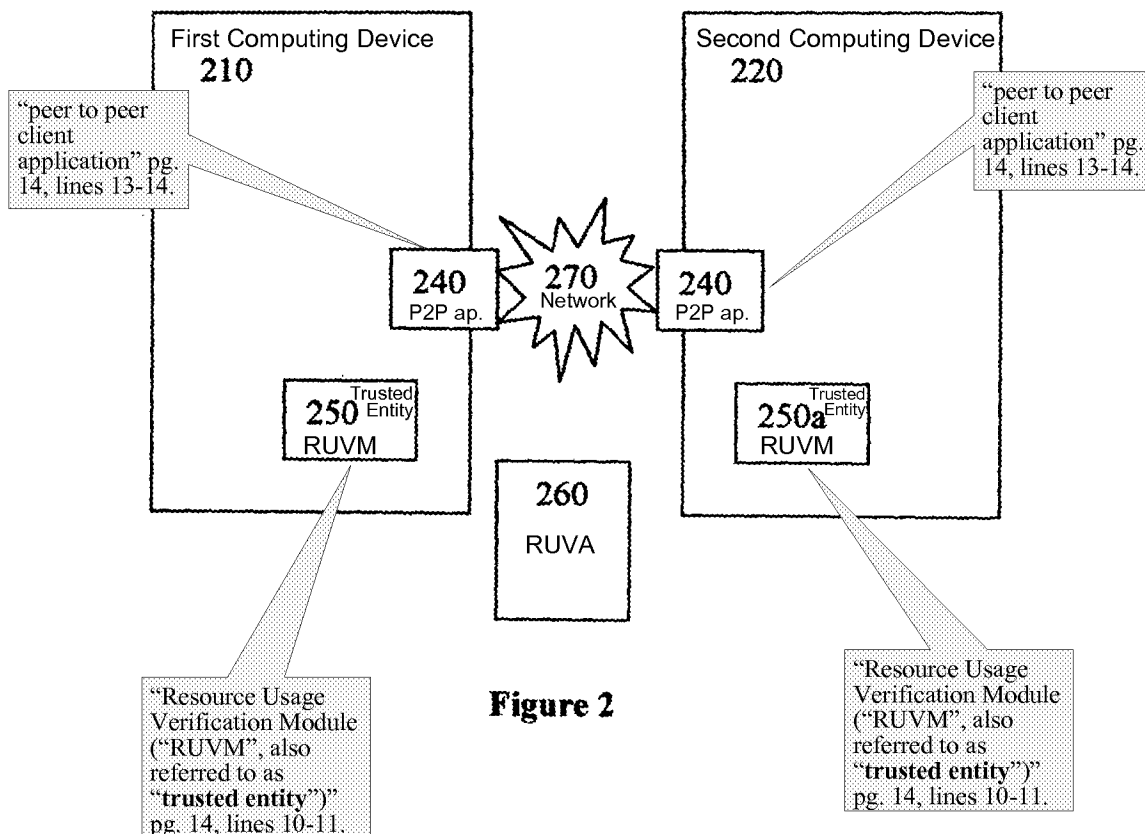 First Computing Device
210
Second Computing Device
220
“peer to peer
client
application” pg.
14, lines 13-14.
“peer to peer
client
application” pg.
14, lines 13-14.
240
P2P ap.
270
Network
240
P2P ap.
Trusted
Entity
250
RUVM
Trusted
Entity
250a
RUVM
260
RUVA
“Resource Usage
Verification Module
(“RUVM”, also
referred to as
“trusted entity”)”
pg. 14, lines 10-11.
Figure 2
“Resource Usage
Verification Module
(“RUVM”, also
referred to as
“trusted entity”)”
pg. 14, lines 10-11.